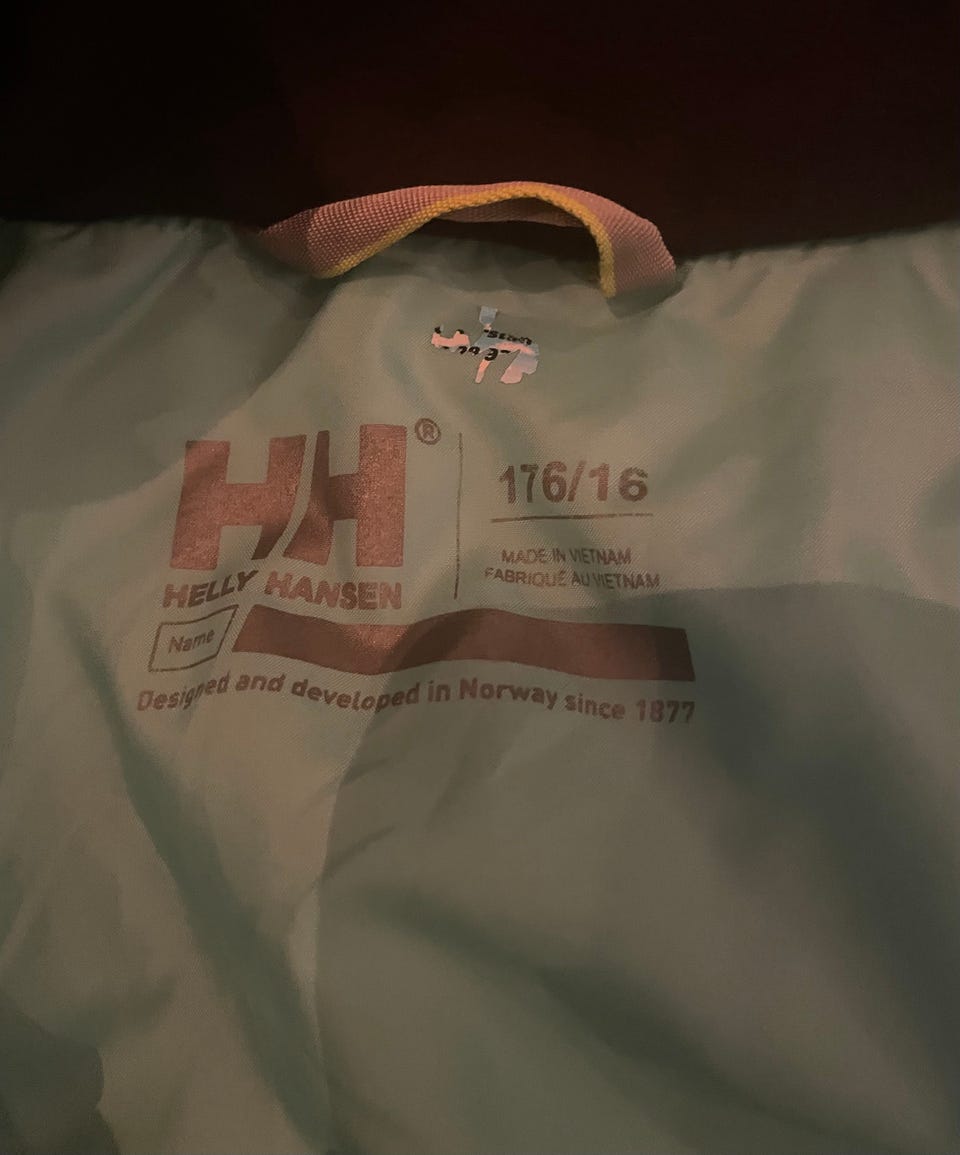 HH®
HELLY HANSEN
176/16
MADE IN VIETNAM
FABRIQUÉ AU VIETNAM
Name
Designed and developed in Norway since 1877